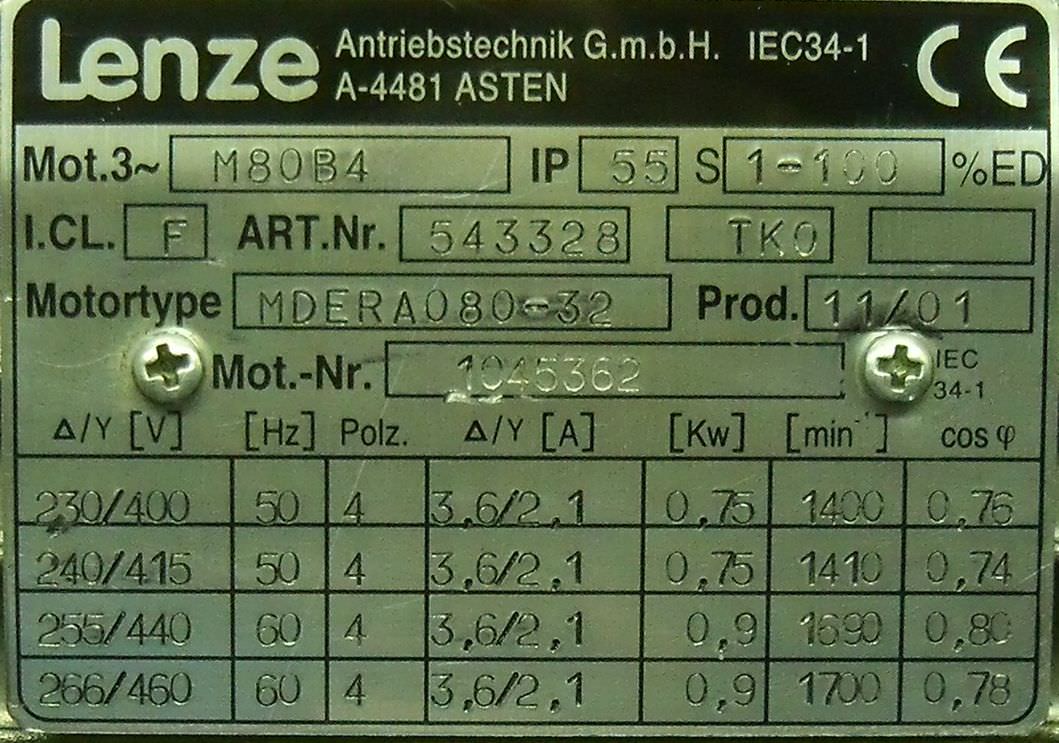 Lenze Antriebstechnik G.m.b.H. IEC34-1
A-4481 ASTEN
CE
Mot.3~ M80B4 IP 55 S 1-100 %ED
I.CL. F ART.Nr. 543328 TKO
Motortype MDERA080-32 Prod. 11/01
Mot.-Nr. 1045362 IEC
34-1
Δ/Y [V] [Hz] Polz. Δ/Y [A] [Kw] [min⁻¹] cos φ
230/400 50 4 3,6/2,1 0,75 1400 0,76
240/415 50 4 3,6/2,1 0,75 1410 0,74
255/440 60 4 3,6/2,1 0,9 1690 0,80
266/460 60 4 3,6/2,1 0,9 1700 0,78